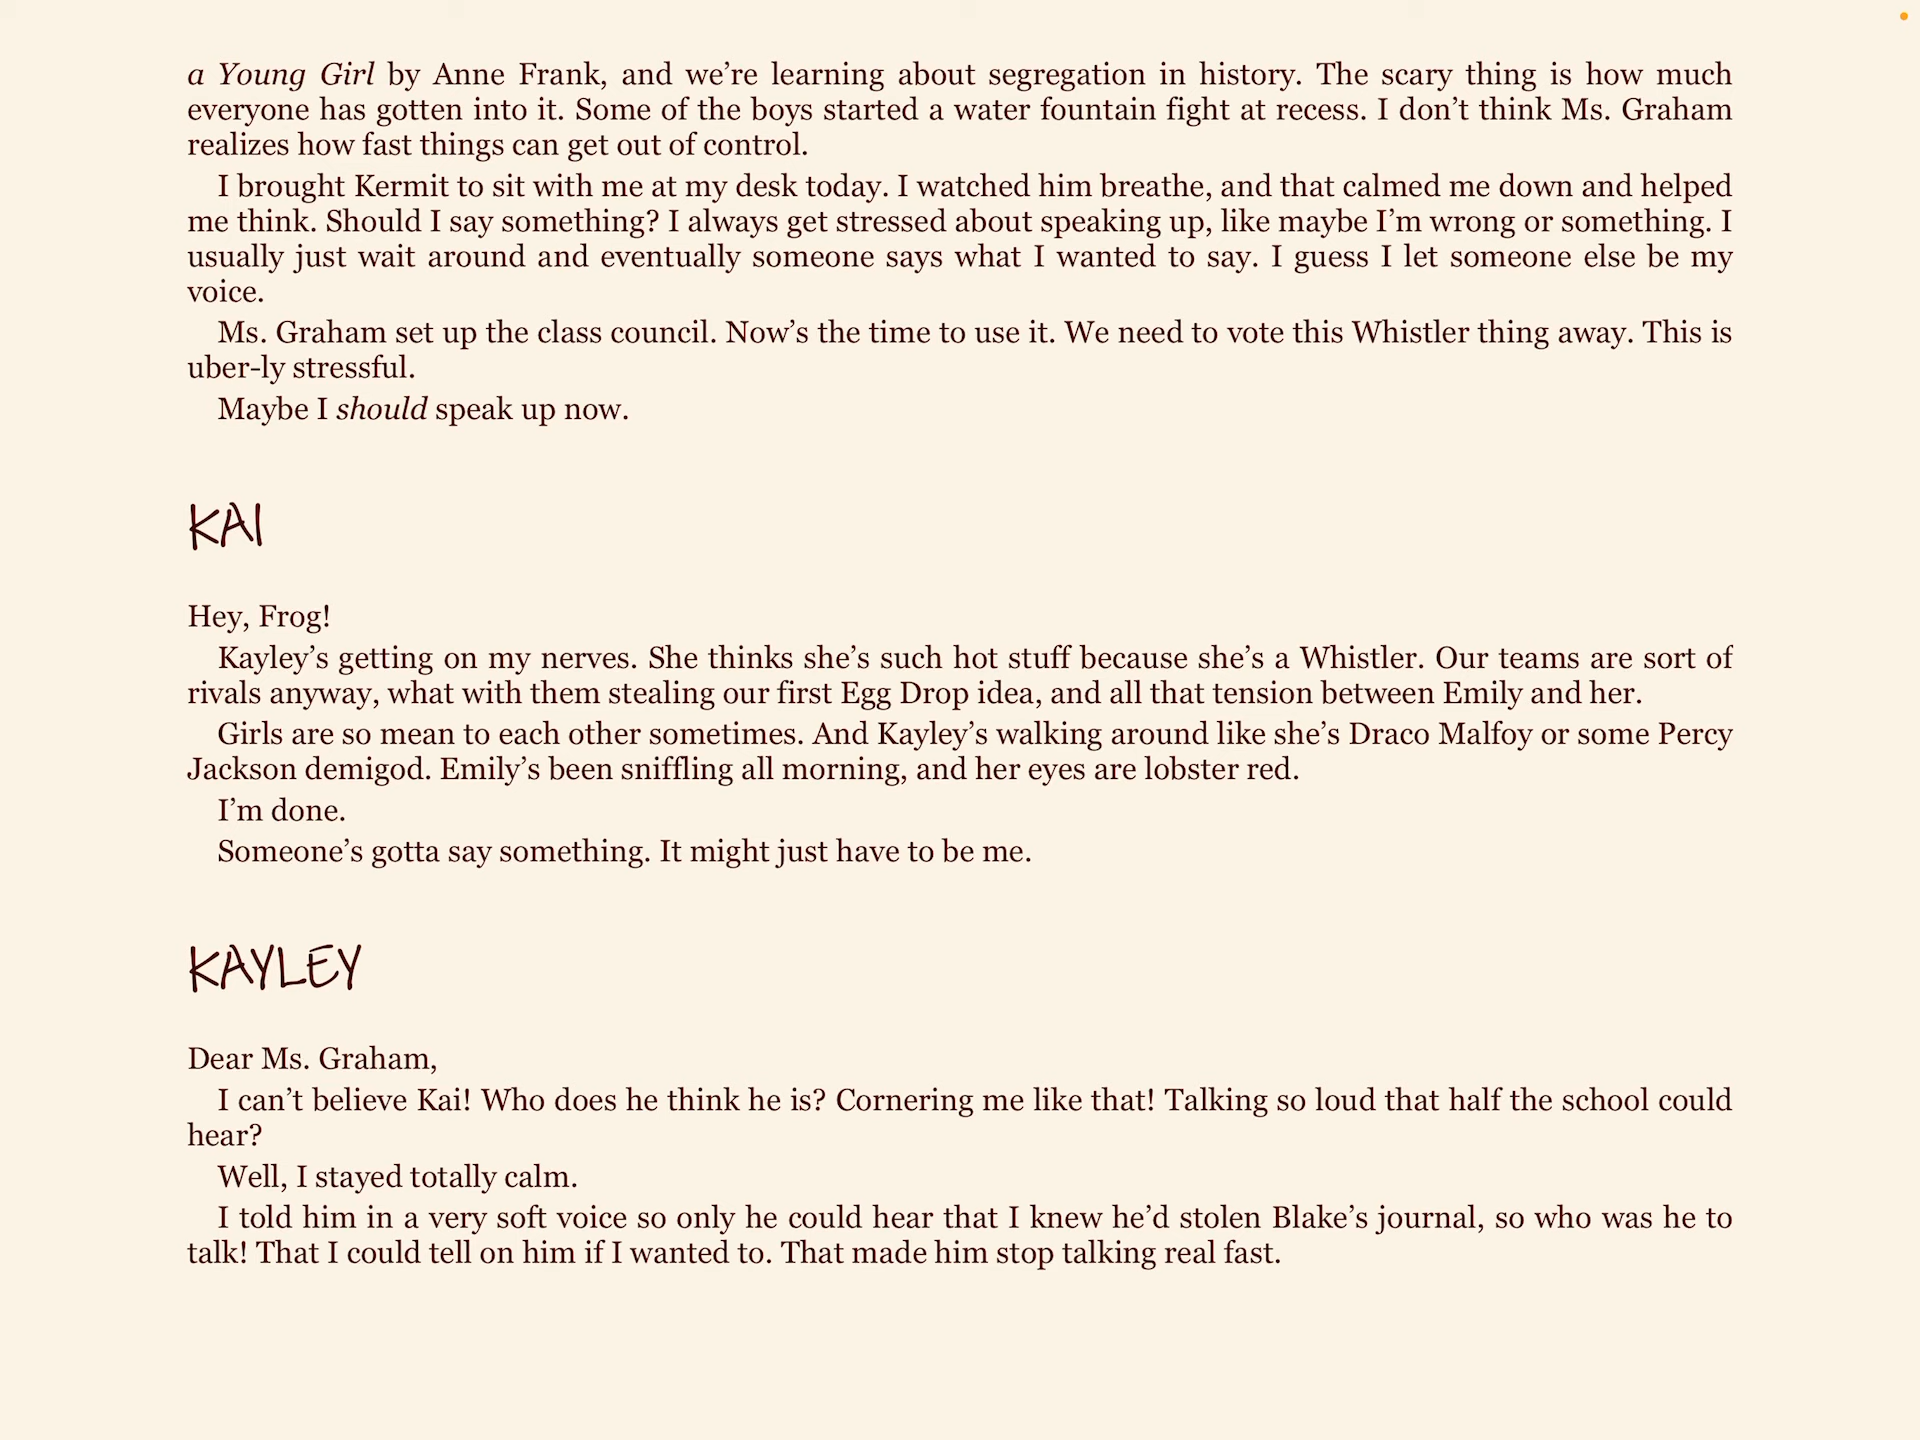 a Young Girl by Anne Frank, and we’re learning about segregation in history. The scary thing is how much
everyone has gotten into it. Some of the boys started a water fountain fight at recess. I don’t think Ms. Graham
realizes how fast things can get out of control.
I brought Kermit to sit with me at my desk today. I watched him breathe, and that calmed me down and helped
me think. Should I say something? I always get stressed about speaking up, like maybe I’m wrong or something. I
usually just wait around and eventually someone says what I wanted to say. I guess I let someone else be my
voice.
Ms. Graham set up the class council. Now’s the time to use it. We need to vote this Whistler thing away. This is
uber-ly stressful.
Maybe I should speak up now.
KAI
Hey, Frog!
Kayley’s getting on my nerves. She thinks she’s such hot stuff because she’s a Whistler. Our teams are sort of
rivals anyway, what with them stealing our first Egg Drop idea, and all that tension between Emily and her.
Girls are so mean to each other sometimes. And Kayley’s walking around like she’s Draco Malfoy or some Percy
Jackson demigod. Emily’s been sniffling all morning, and her eyes are lobster red.
I’m done.
Someone’s gotta say something. It might just have to be me.
KAYLEY
Dear Ms. Graham,
I can’t believe Kai! Who does he think he is? Cornering me like that! Talking so loud that half the school could
hear?
Well, I stayed totally calm.
I told him in a very soft voice so only he could hear that I knew he’d stolen Blake’s journal, so who was he to
talk! That I could tell on him if I wanted to. That made him stop talking real fast.